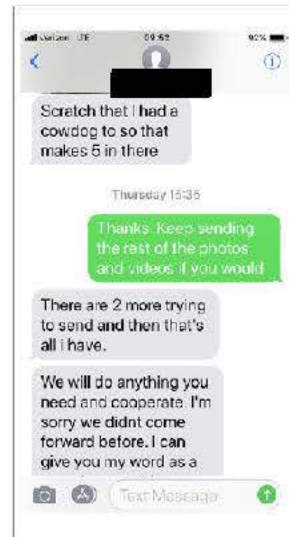 Verizon LTE 09:52 92%
Scratch that I had a
cowdog to so that
makes 5 in there
Thursday 15:35
Thanks. Keep sending
the rest of the photos
and videos if you would
There are 2 more trying
to send and then that's
all i have.
We will do anything you
need and cooperate. I'm
sorry we didnt come
forward before. I can
give you my word as a
Text Message